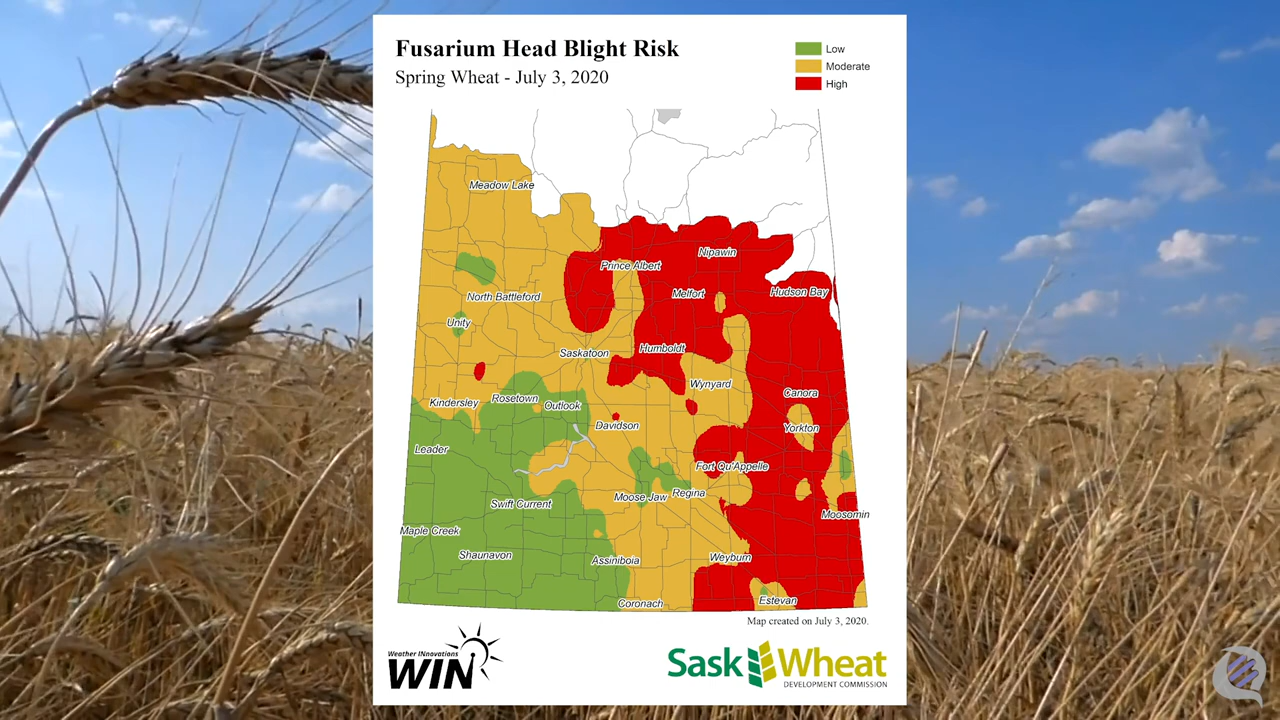 Fusarium Head Blight Risk
Spring Wheat - July 3, 2020
Low
Moderate
High
Meadow Lake
Nipawin
Prince Albert
Hudson Bay
Melfort
North Battleford
Unity
Humboldt
Saskatoon
Wynyard
Canora
Rosetown
Kindersley
Outlook
Davidson
Yorkton
Leader
Fort Qu'Appelle
Regina
Moose Jaw
Swift Current
Moosomin
Maple Creek
Shaunavon
Weyburn
Assiniboia
Estevan
Coronach
Map created on July 3, 2020.
Weather INnovations
WIN
SaskWheat
DEVELOPMENT COMMISSION